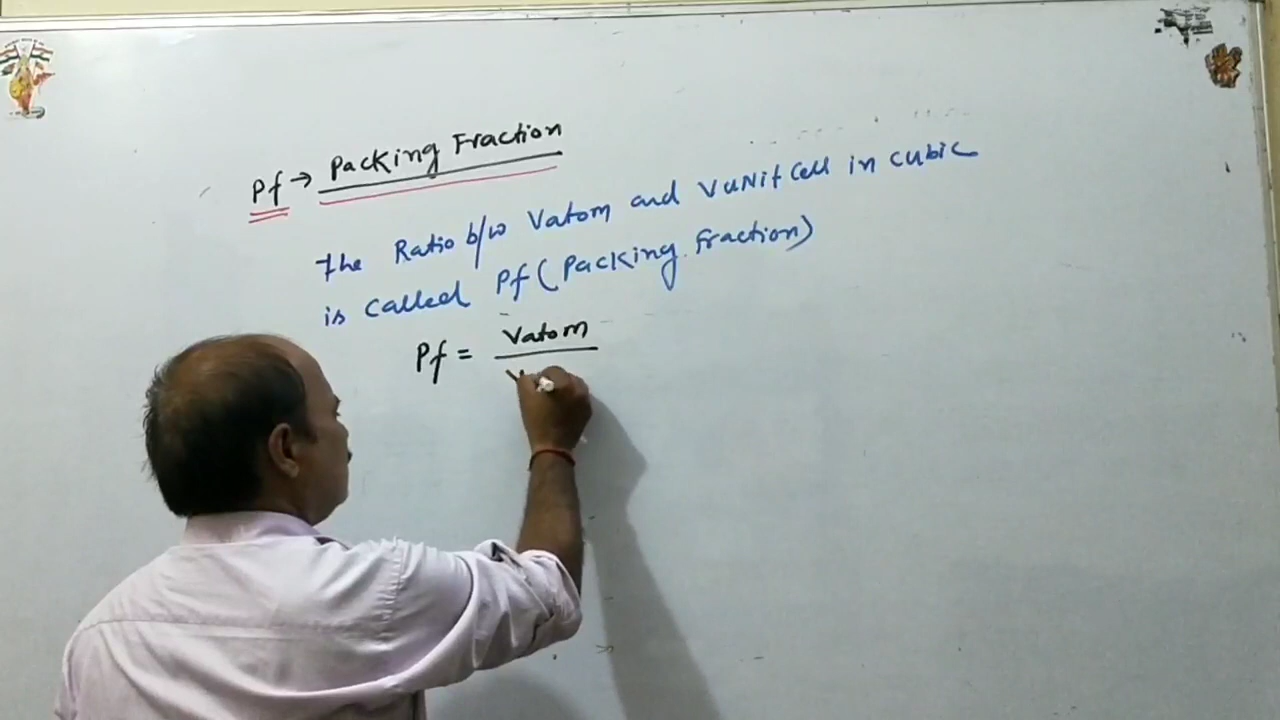 Pf → Packing Fraction
The Ratio b/w Vatom and VuNit Cell in cubic
is called Pf (Packing Fraction)
Pf = Vatom
V